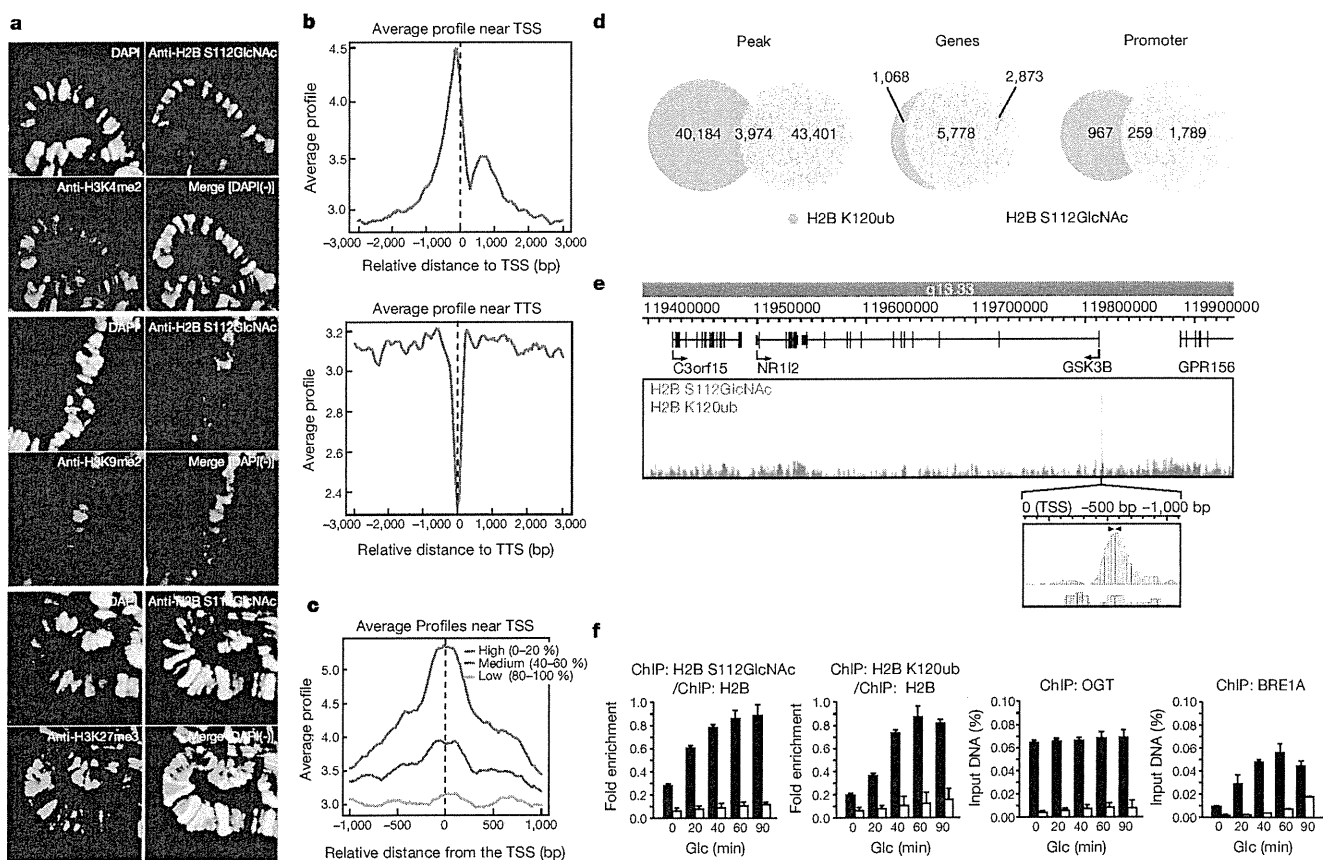 a
DAPI
Anti-H2B S112GlcNAc
Anti-H3K4me2
Merge [DAPI(-)]
DAPI
Anti-H2B S112GlcNAc
Anti-H3K9me2
Merge [DAPI(-)]
DAPI
Anti-H2B S112GlcNAc
Anti-H3K27me3
Merge [DAPI(-)]
b
Average profile near TSS
Average profile
4.5
4.0
3.5
3.0
–3,000 –1,000 0 1,000 3,000
Relative distance to TSS (bp)
Average profile near TTS
Average profile
3.2
3.0
2.8
2.6
2.4
–3,000 –1,000 0 1,000 3,000
Relative distance to TTS (bp)
c
Average Profiles near TSS
High (0–20 %)
Medium (40–60 %)
Low (80–100 %)
Average profile
5.0
4.5
4.0
3.5
3.0
–1,000 –500 0 500 1,000
Relative distance from the TSS (bp)
d
Peak
Genes
Promoter
40,184 3,974 43,401
1,068
2,873
5,778
967 259 1,789
H2B K120ub
H2B S112GlcNAc
e
q13.33
119400000 119500000 119600000 119700000 119800000 119900000
C3orf15
NR1I2
GSK3B
GPR156
H2B S112GlcNAc
H2B K120ub
0 (TSS) –500 bp –1,000 bp
f
ChIP: H2B S112GlcNAc
/ChIP: H2B
Fold enrichment
1.0
0.8
0.6
0.4
0.2
0
0 20 40 60 90
Glc (min)
ChIP: H2B K120ub
/ChIP: H2B
Fold enrichment
1.0
0.8
0.6
0.4
0.2
0
0 20 40 60 90
Glc (min)
ChIP: OGT
Input DNA (%)
0.10
0.08
0.06
0.04
0.02
0
0 20 40 60 90
Glc (min)
ChIP: BRE1A
Input DNA (%)
0.10
0.08
0.06
0.04
0.02
0
0 20 40 60 90
Glc (min)